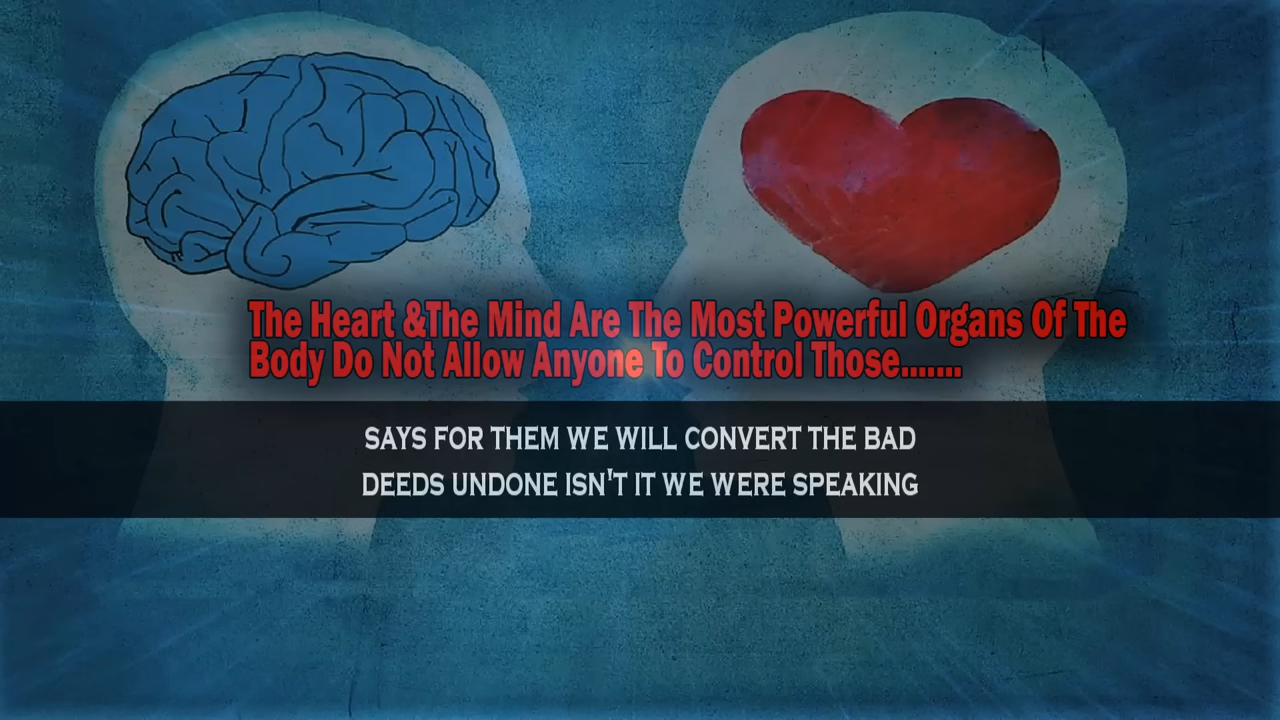 The Heart &The Mind Are The Most Powerful Organs Of The
Body Do Not Allow Anyone To Control Those.......
SAYS FOR THEM WE WILL CONVERT THE BAD
DEEDS UNDONE ISN'T IT WE WERE SPEAKING